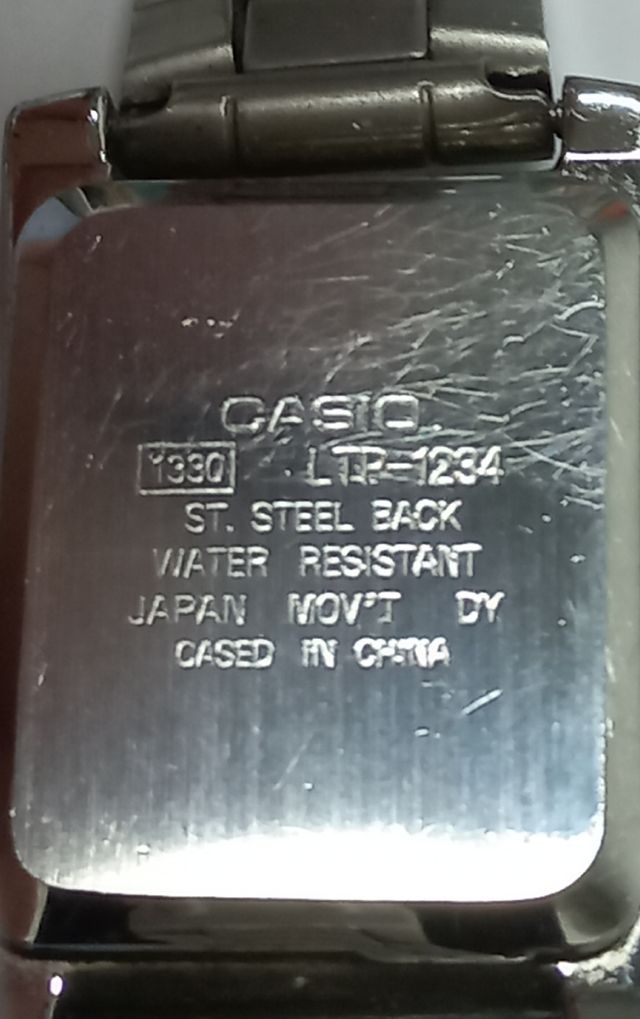 CASIO
1330 LTP-1234
ST. STEEL BACK
WATER RESISTANT
JAPAN MOV'T DY
CASED IN CHINA